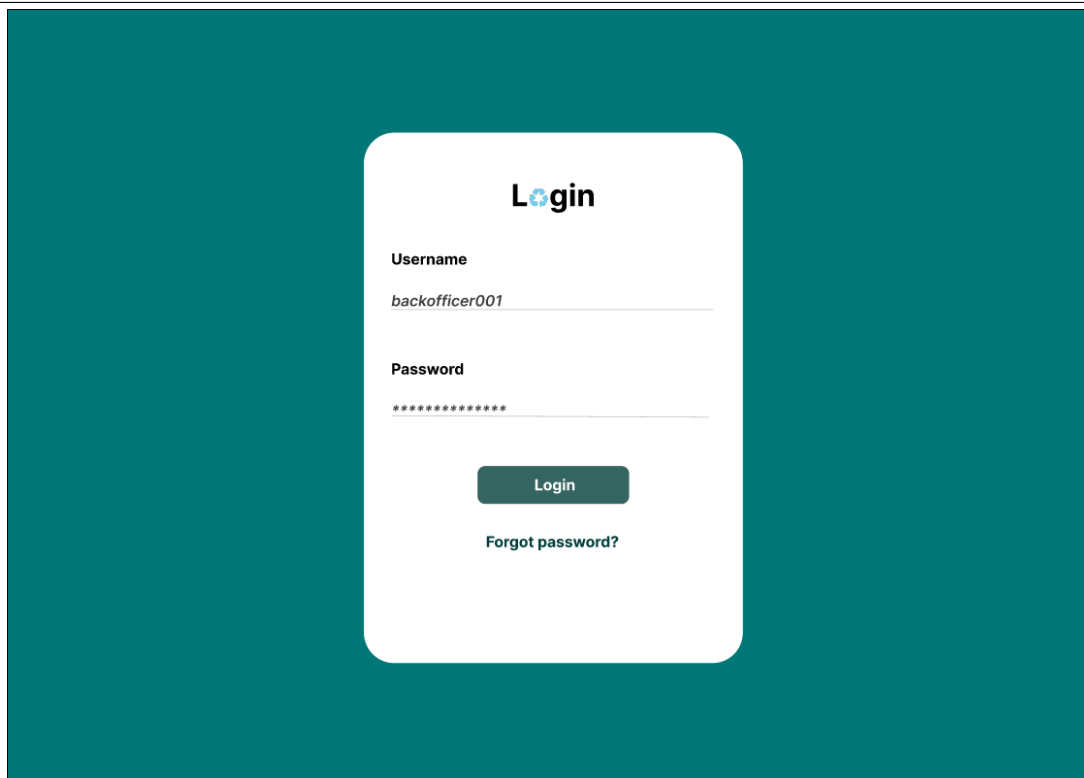 Login
Username
backofficer001
Password
**************
Login
Forgot password?